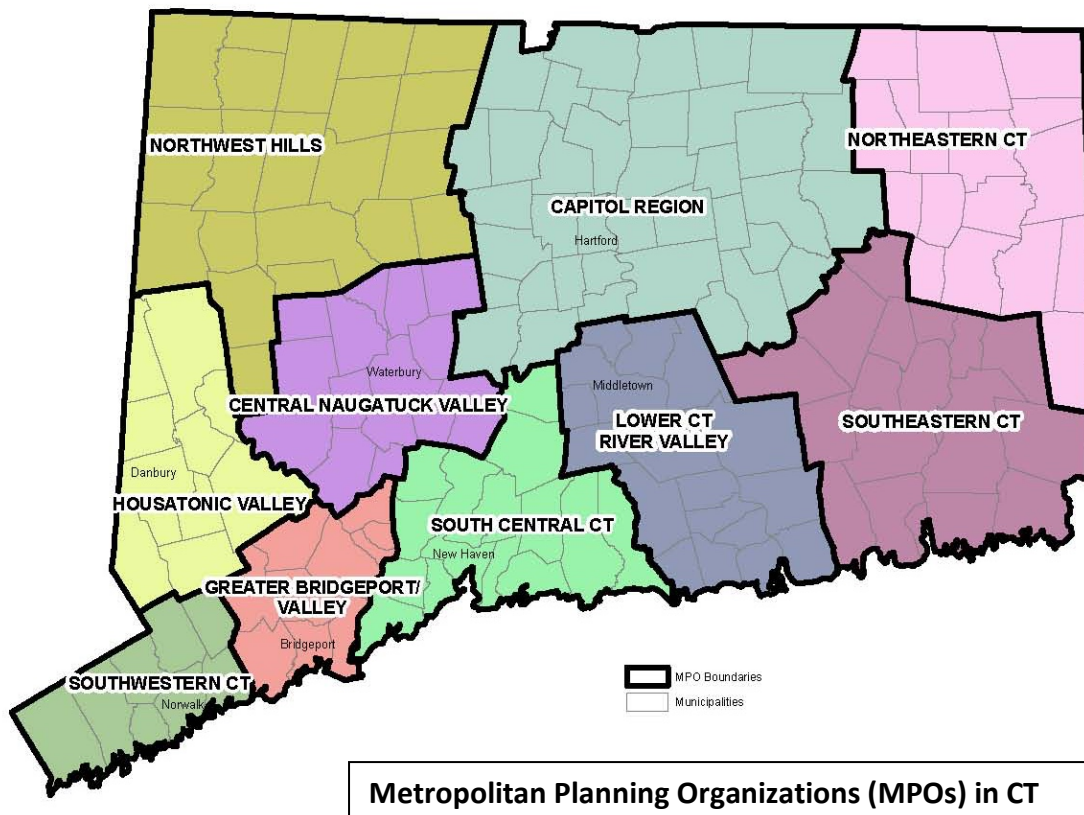 NORTHWEST HILLS
NORTHEASTERN CT
CAPITOL REGION
Hartford
Waterbury
CENTRAL NAUGATUCK VALLEY
Middletown
LOWER CT
RIVER VALLEY
SOUTHEASTERN CT
Danbury
HOUSATONIC VALLEY
SOUTH CENTRAL CT
New Haven
GREATER BRIDGEPORT/
VALLEY
Bridgeport
SOUTHWESTERN CT
Norwalk
MPO Boundaries
Municipalities
Metropolitan Planning Organizations (MPOs) in CT